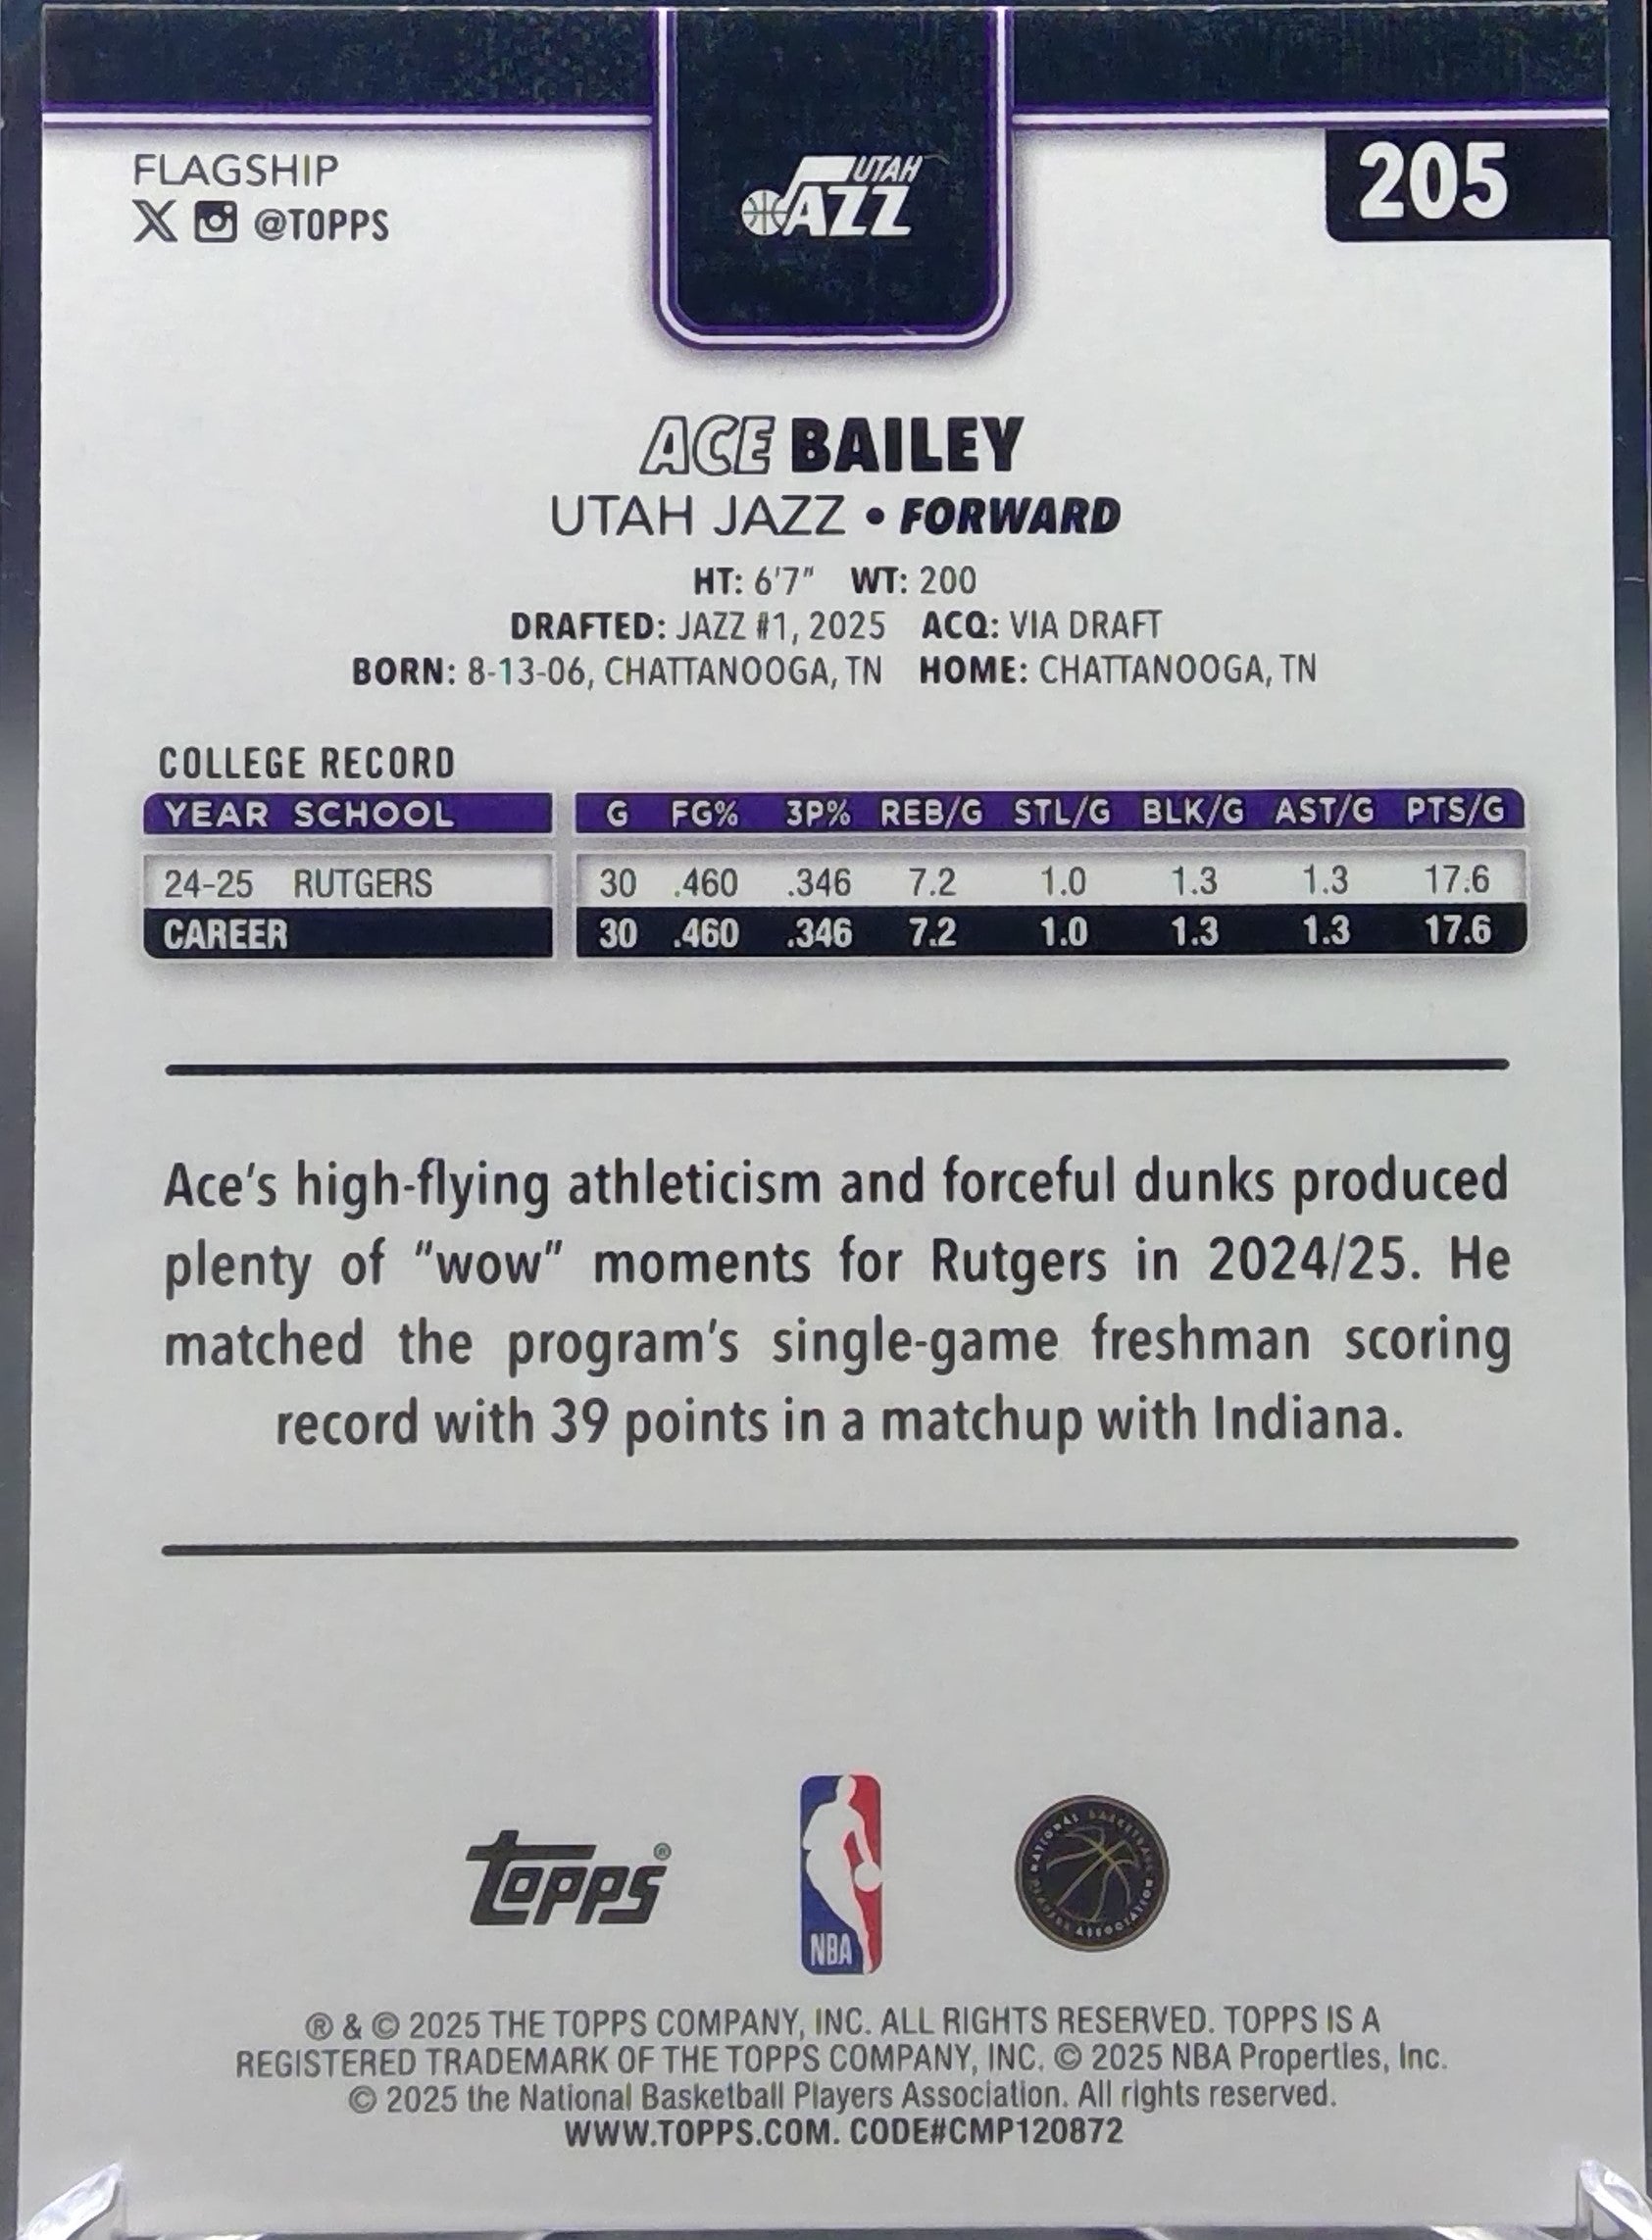 FLAGSHIP
X @TOPPS
UTAH
JAZZ
205
ACE BAILEY
UTAH JAZZ • FORWARD
HT: 6'7" WT: 200
DRAFTED: JAZZ #1, 2025 ACQ: VIA DRAFT
BORN: 8-13-06, CHATTANOOGA, TN HOME: CHATTANOOGA, TN
COLLEGE RECORD
YEAR SCHOOL G FG% 3P% REB/G STL/G BLK/G AST/G PTS/G
24-25 RUTGERS 30 .460 .346 7.2 1.0 1.3 1.3 17.6
CAREER 30 .460 .346 7.2 1.0 1.3 1.3 17.6
Ace's high-flying athleticism and forceful dunks produced
plenty of "wow" moments for Rutgers in 2024/25. He
matched the program's single-game freshman scoring
record with 39 points in a matchup with Indiana.
topps®
NBA
NATIONAL BASKETBALL
PLAYERS ASSOCIATION
® & © 2025 THE TOPPS COMPANY, INC. ALL RIGHTS RESERVED. TOPPS IS A
REGISTERED TRADEMARK OF THE TOPPS COMPANY, INC. © 2025 NBA Properties, Inc.
© 2025 the National Basketball Players Association. All rights reserved.
WWW.TOPPS.COM. CODE#CMP120872